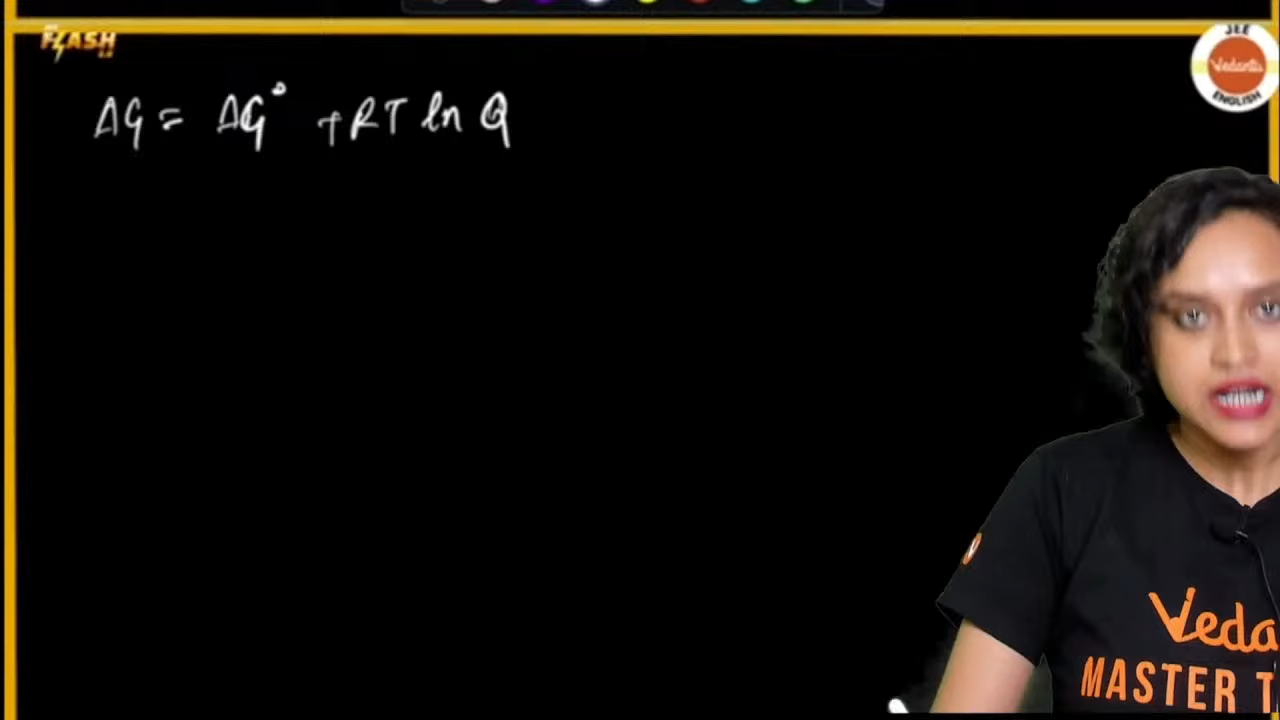 FLASH
JEE
Vedantu
ENGLISH
ΔG = ΔG° + RT ln Q
Veda
MASTER T